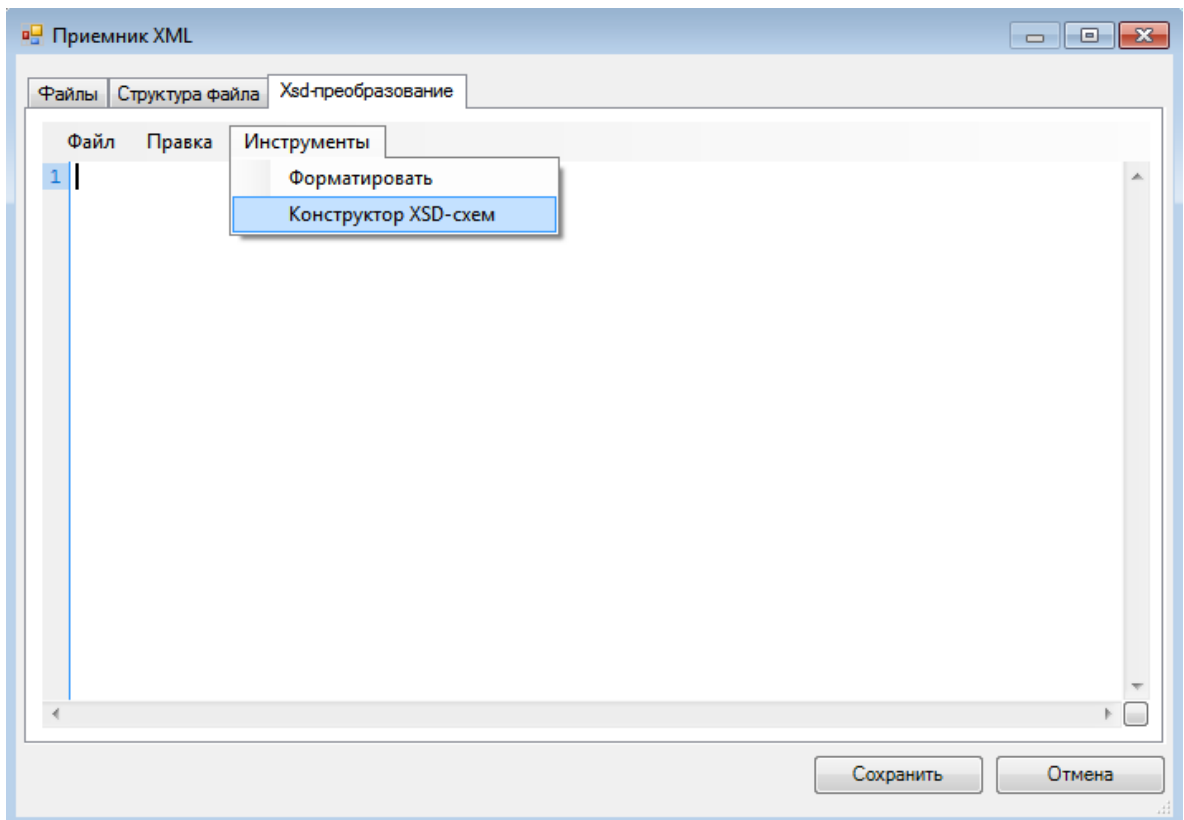 Приемник XML
Файлы Структура файла Xsd-преобразование
Файл Правка Инструменты
1
Форматировать
Конструктор XSD-схем
Сохранить Отмена